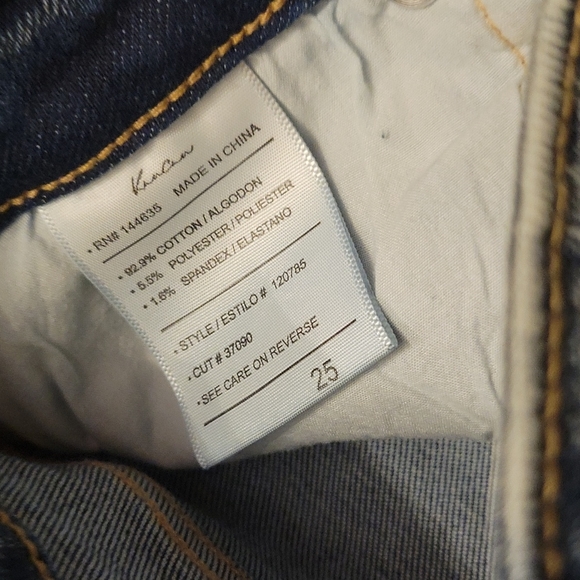 KanCan
· RN# 144635 MADE IN CHINA
· 92.9% COTTON / ALGODON
· 5.5% POLYESTER / POLIESTER
· 1.6% SPANDEX / ELASTANO
· STYLE / ESTILO # 120785
· CUT # 37090
· SEE CARE ON REVERSE
25